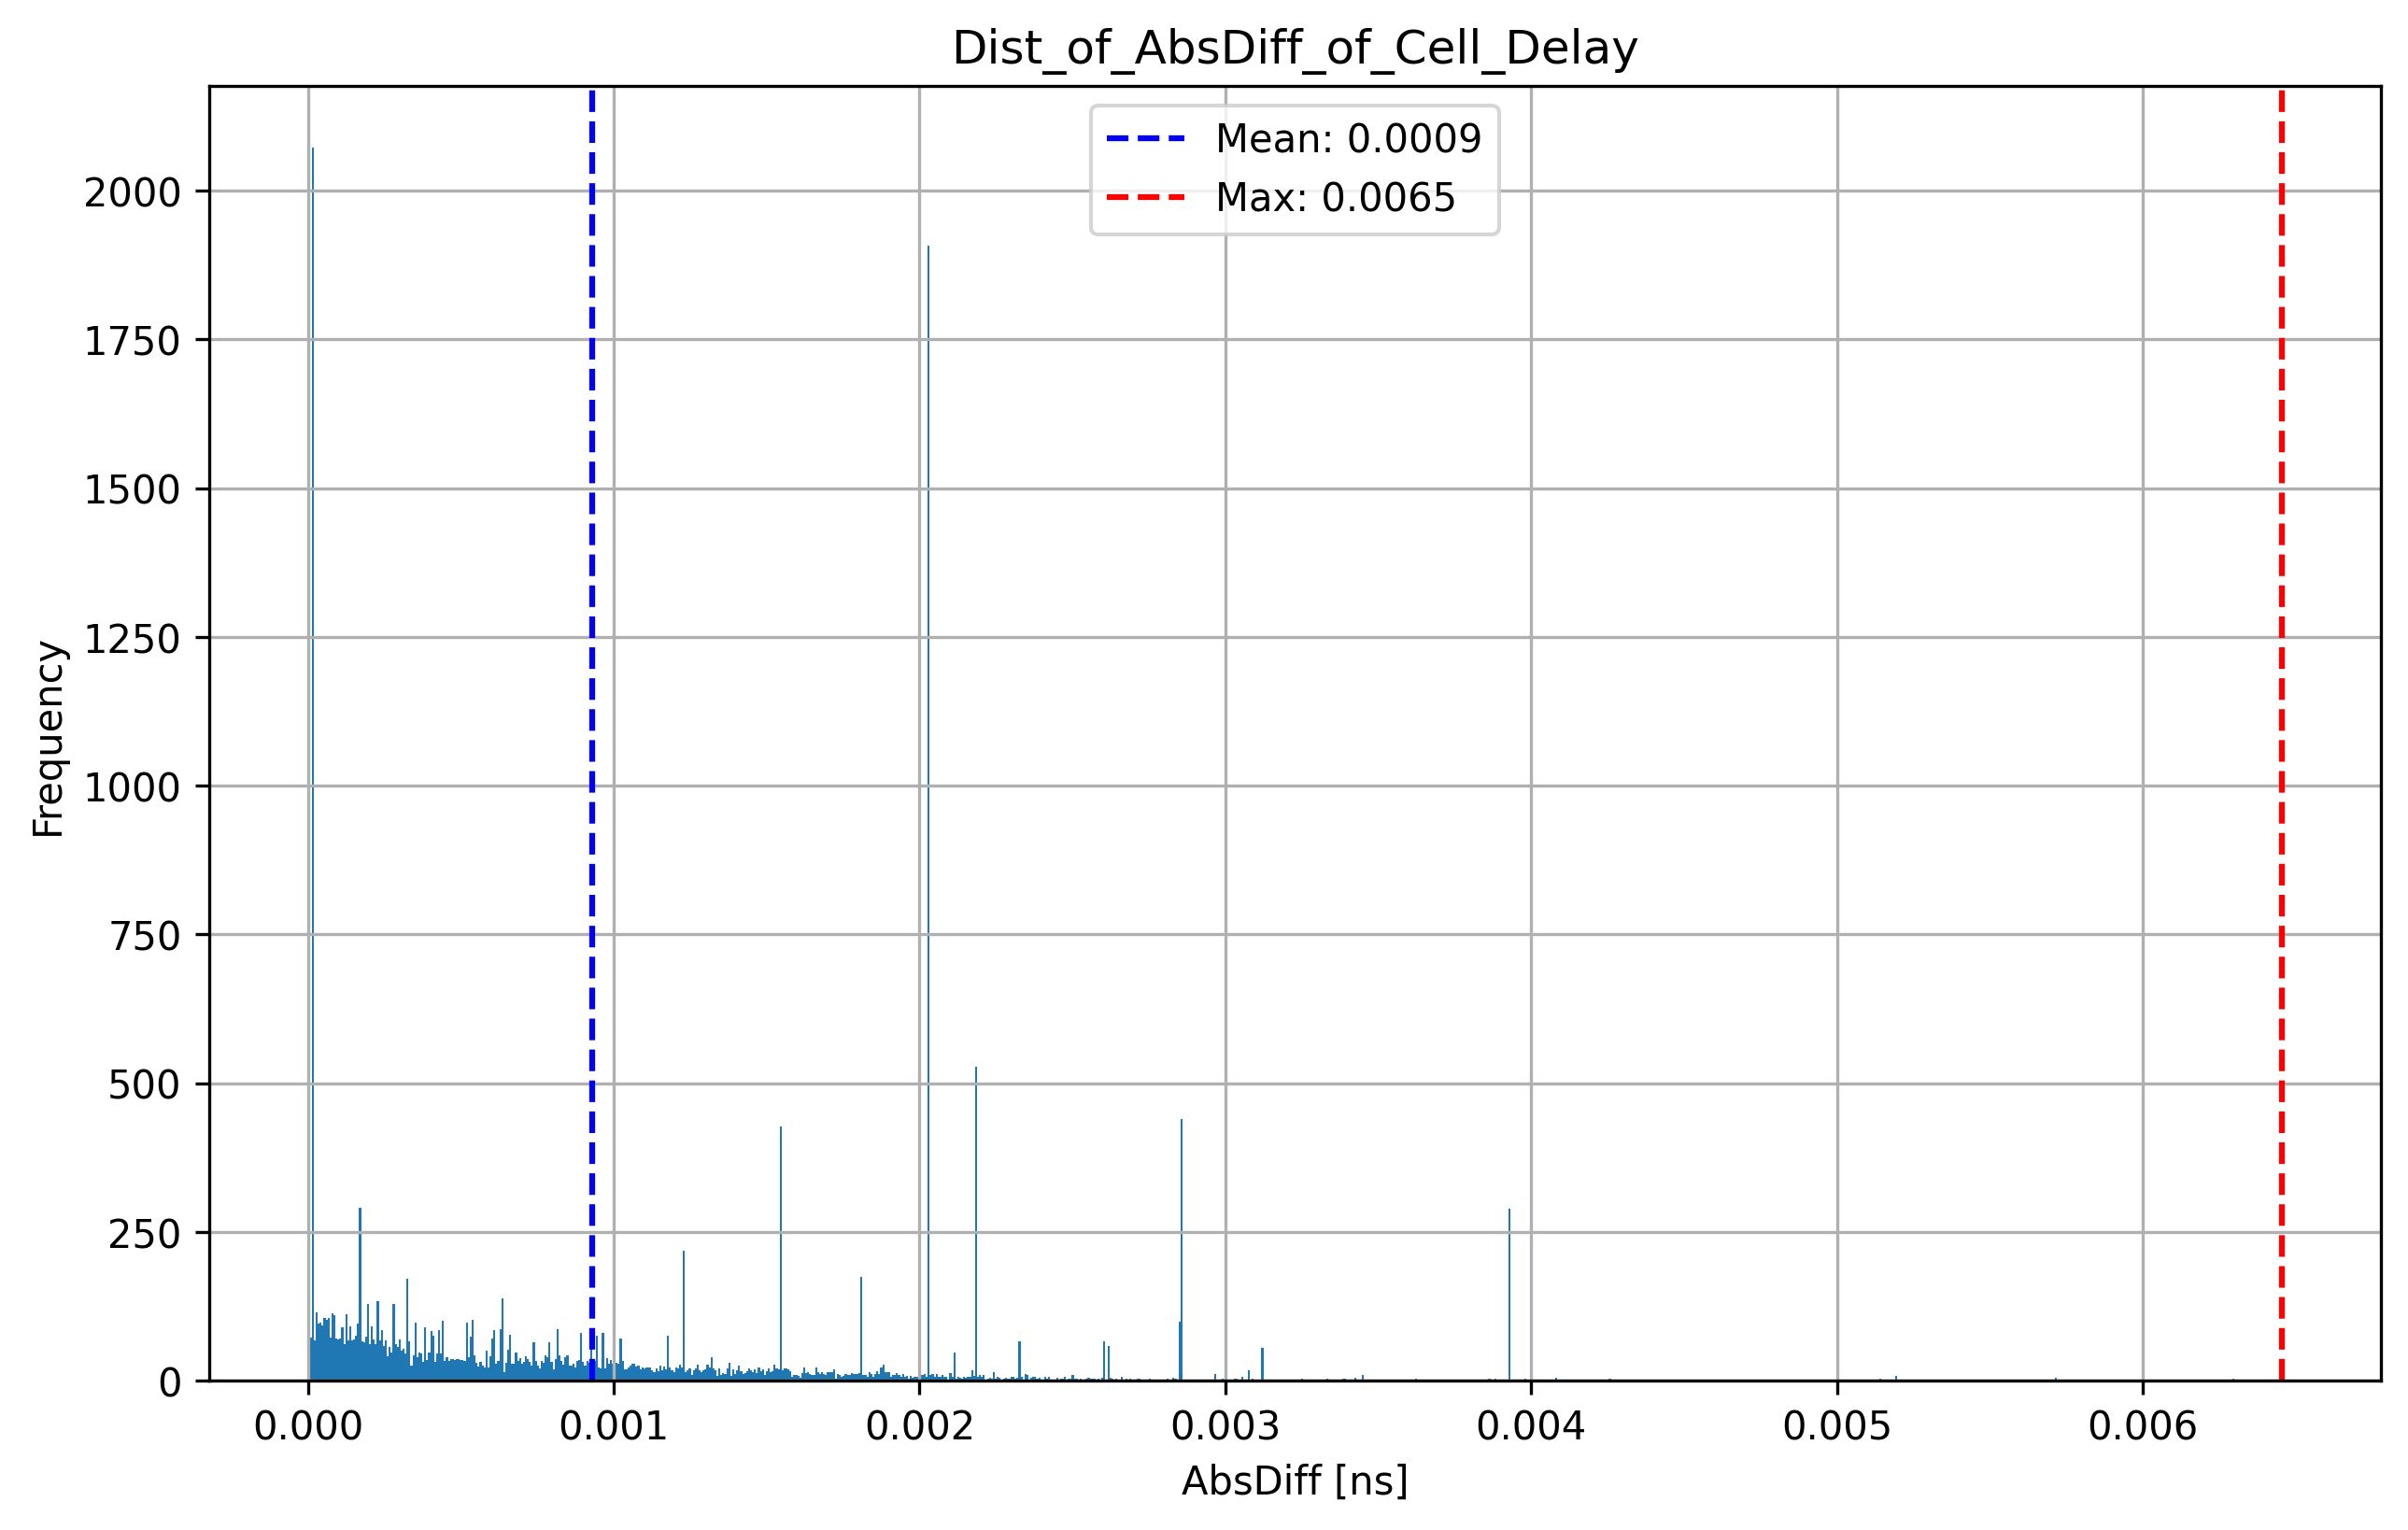 Dist_of_AbsDiff_of_Cell_Delay
Mean: 0.0009
Max: 0.0065
2000
1750
1500
1250
1000
750
500
250
0
Frequency
0.000 0.001 0.002 0.003 0.004 0.005 0.006
AbsDiff [ns]